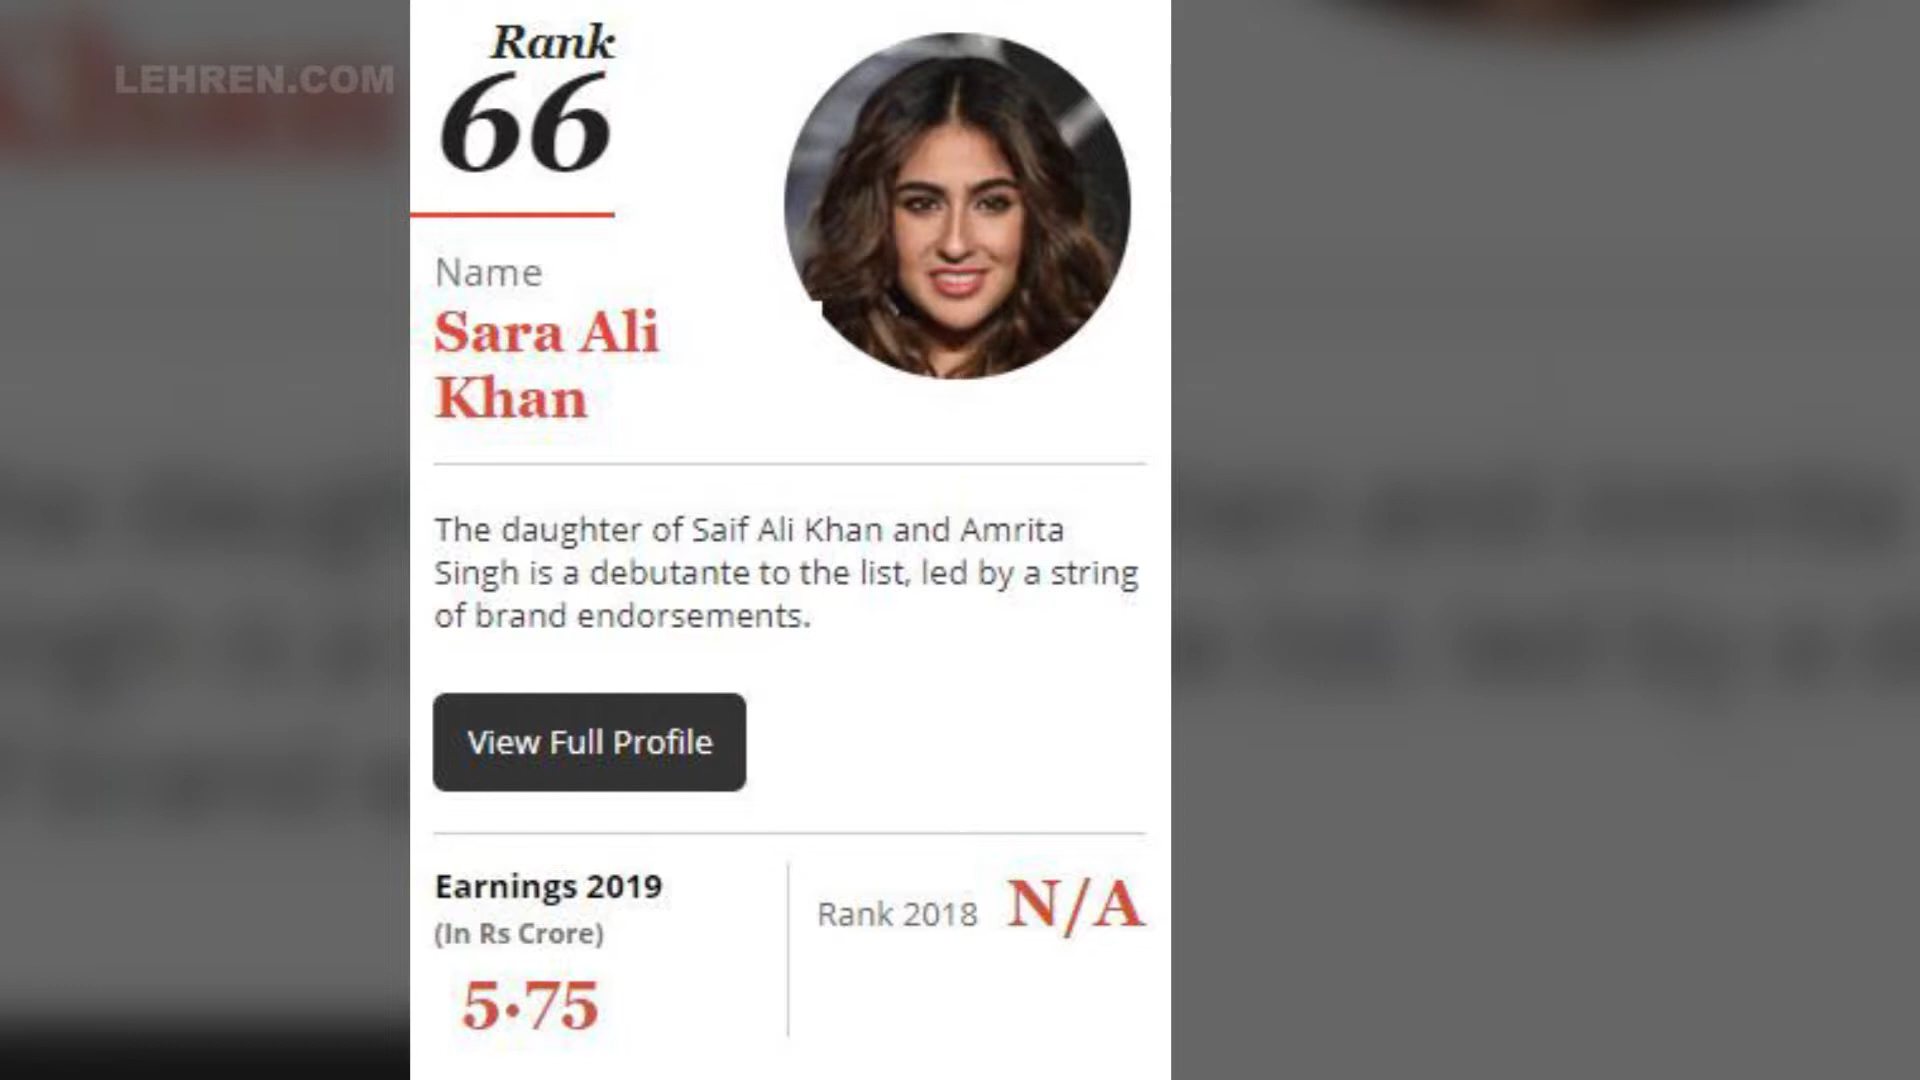 LEHREN.COM
Rank
66
Name
Sara Ali
Khan
The daughter of Saif Ali Khan and Amrita
Singh is a debutante to the list, led by a string
of brand endorsements.
View Full Profile
Earnings 2019
(In Rs Crore)
5.75
Rank 2018 N/A